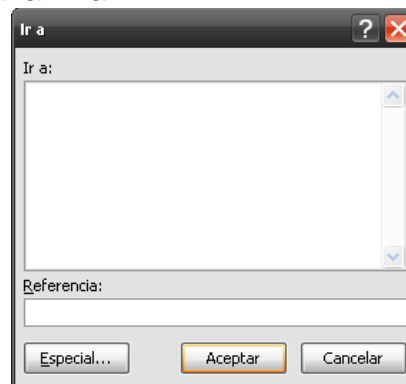 Ir a
Ir a:
Referencia:
Especial...
Aceptar
Cancelar